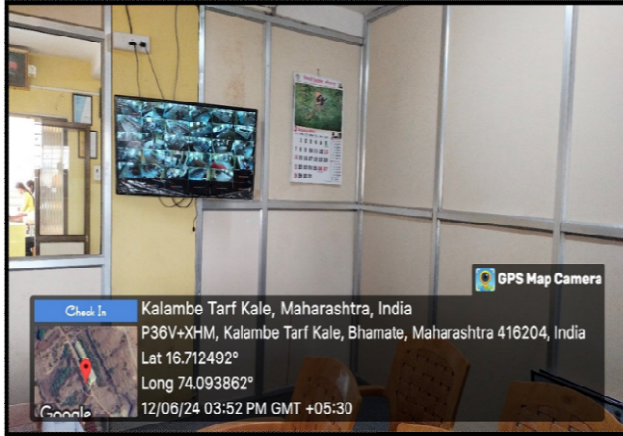 GPS Map Camera
Check In
Kalambe Tarf Kale, Maharashtra, India
P36V+XHM, Kalambe Tarf Kale, Bhamate, Maharashtra 416204, India
Lat 16.712492°
Long 74.093862°
12/06/24 03:52 PM GMT +05:30
Google